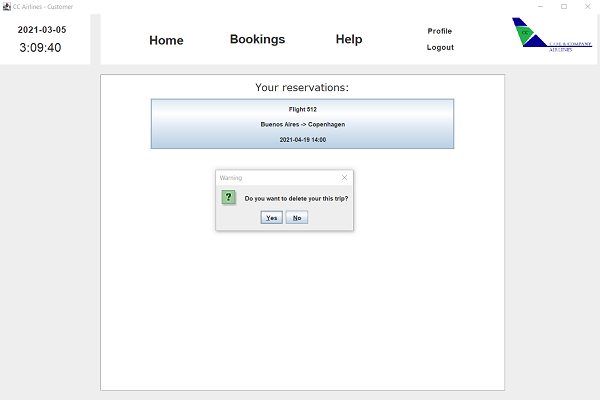 CC Airlines - Customer
2021-03-05
3:09:40
Home
Bookings
Help
Profile
Logout
CC
& COMPANY
AIRLINES
Your reservations:
Flight 512
Buenos Aires -> Copenhagen
2021-04-19 14:00
Warning
?
Do you want to delete your this trip?
Yes
No